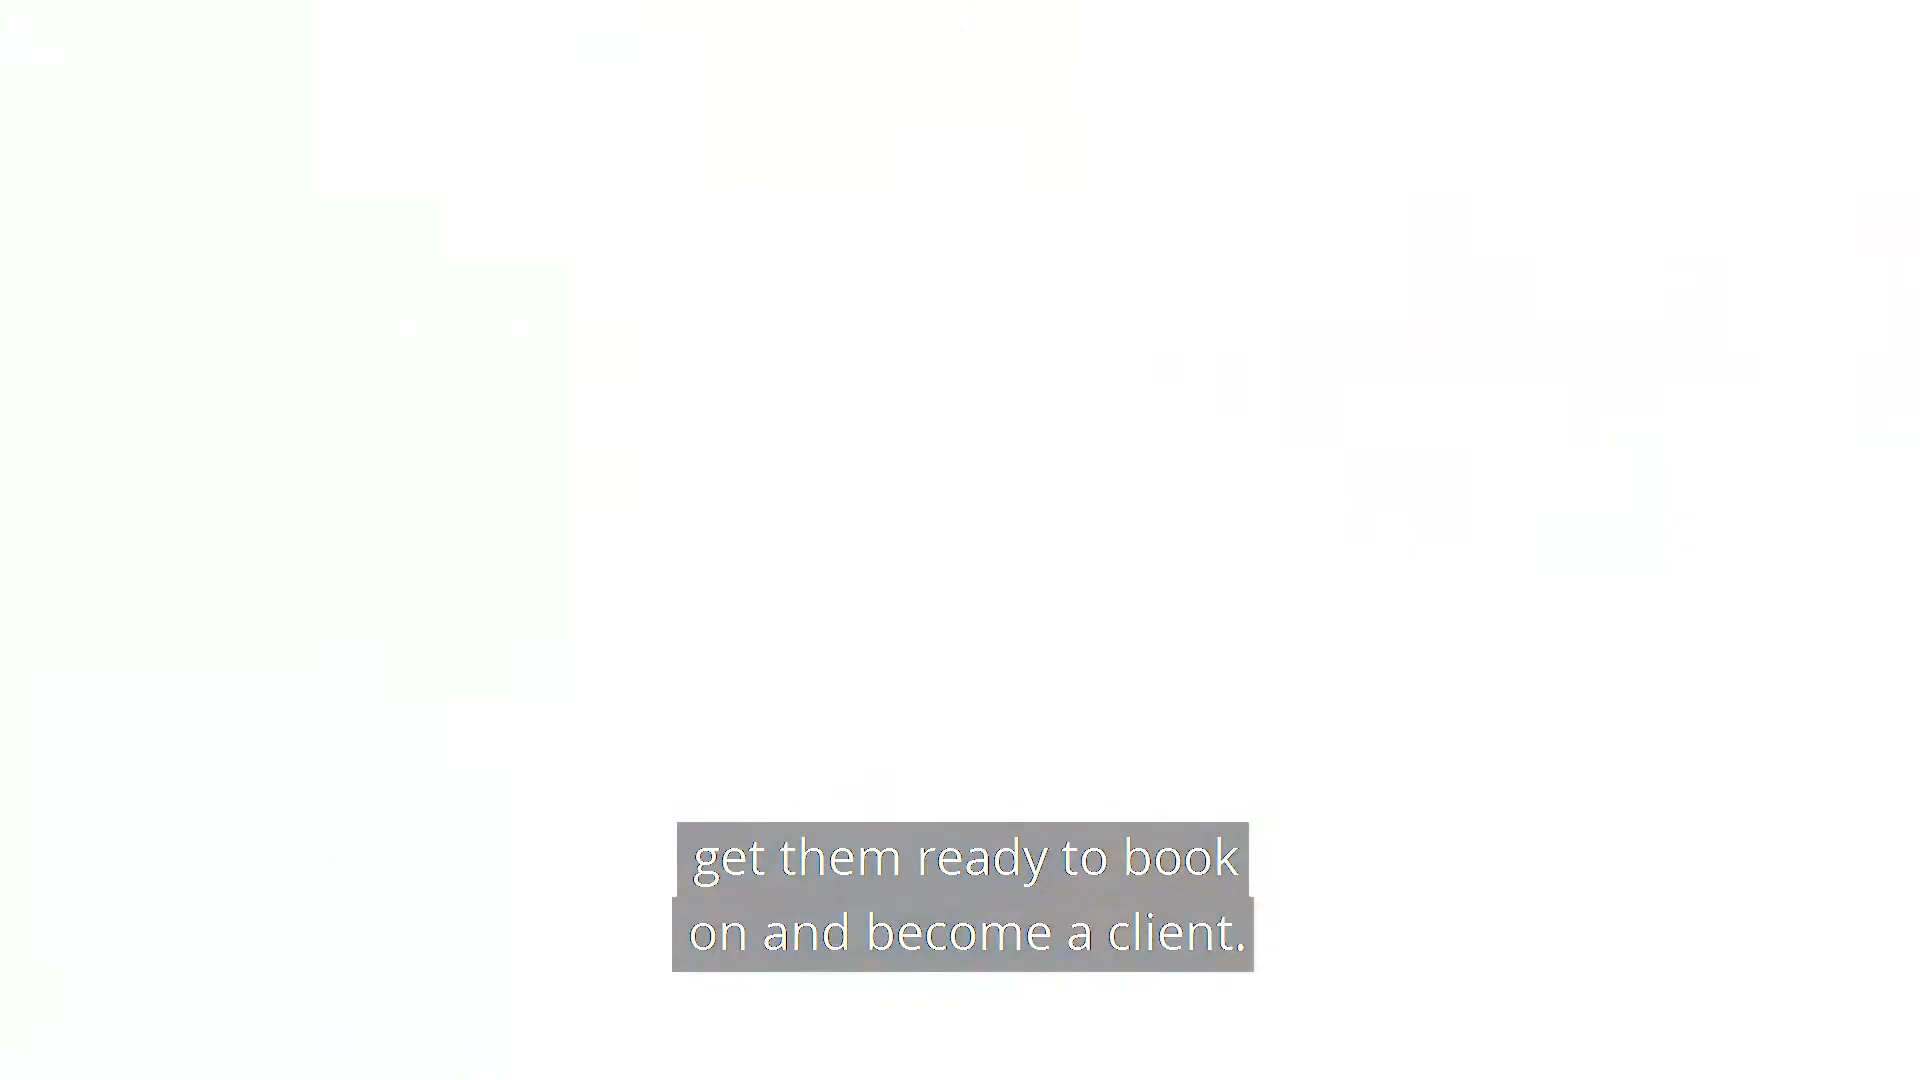 get them ready to book
on and become a client.